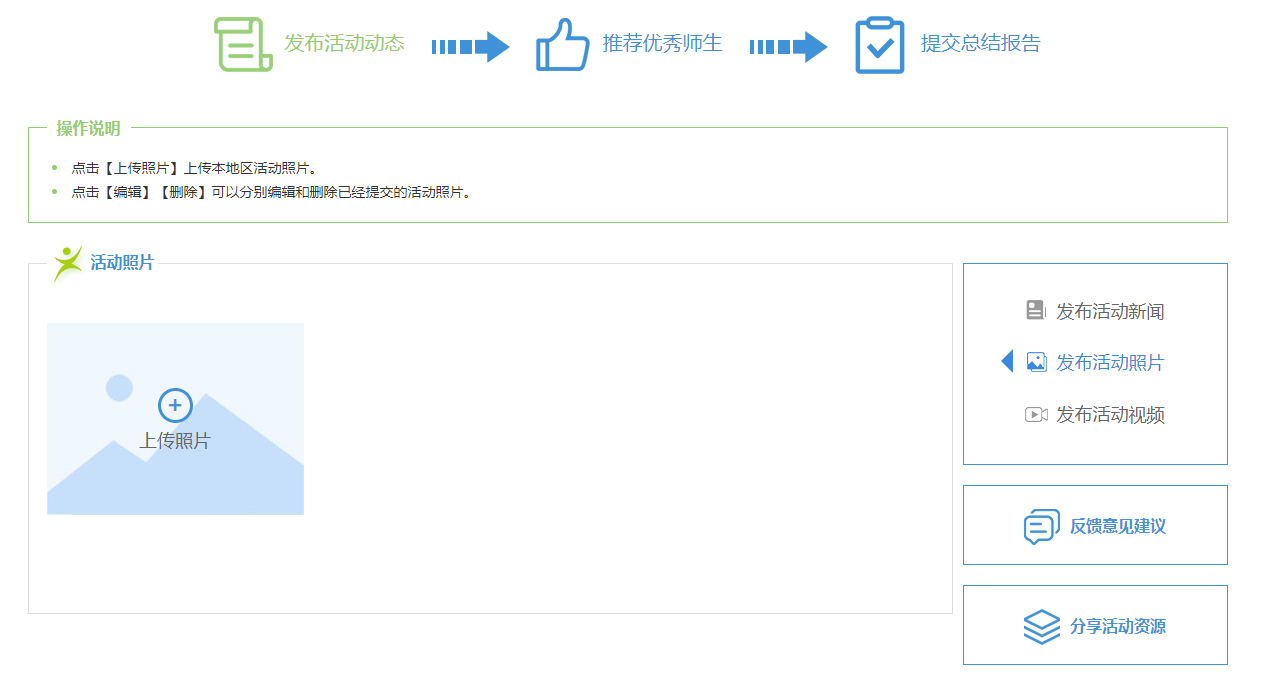 发布活动动态
推荐优秀师生
提交总结报告
操作说明
点击【上传照片】上传本地区活动照片。
点击【编辑】【删除】可以分别编辑和删除已经提交的活动照片。
活动照片
上传照片
发布活动新闻
发布活动照片
发布活动视频
反馈意见建议
分享活动资源